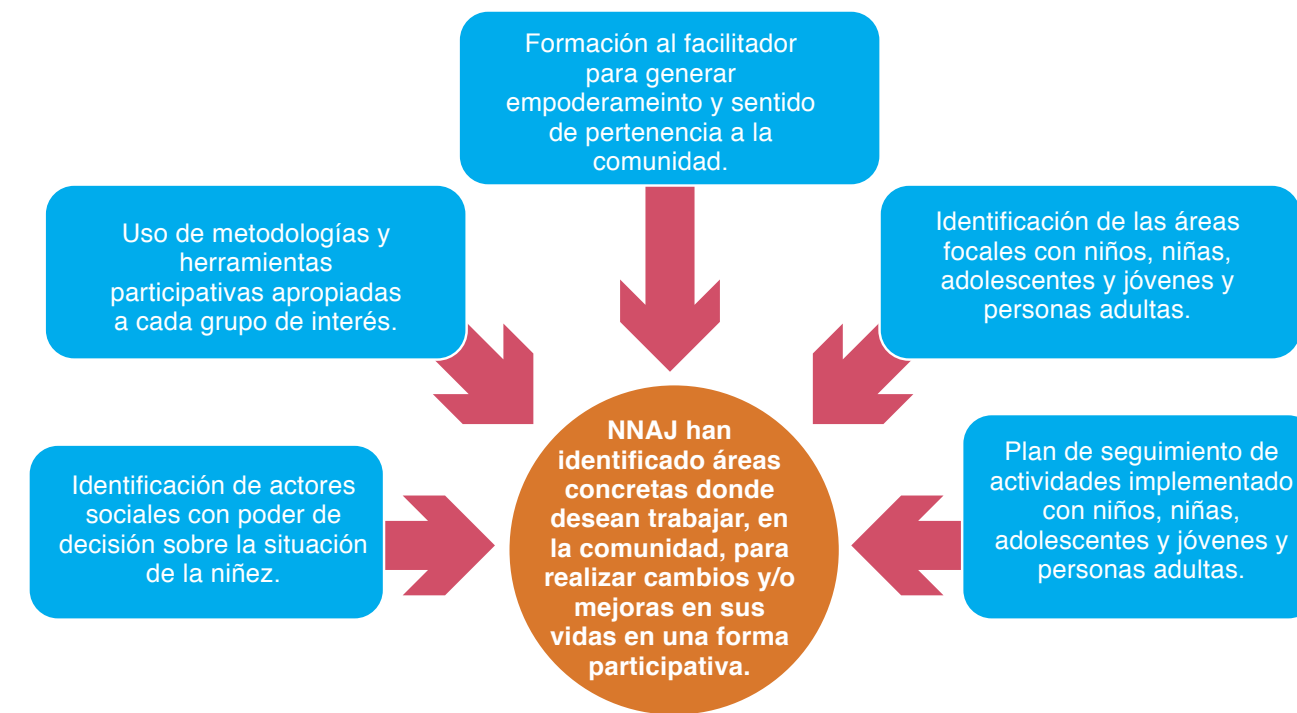 Formación al facilitador
para generar
empoderameinto y sentido
de pertenencia a la
comunidad.
Uso de metodologías y
herramientas
participativas apropiadas
a cada grupo de interés.
Identificación de las áreas
focales con niños, niñas,
adolescentes y jóvenes y
personas adultas.
Identificación de actores
sociales con poder de
decisión sobre la situación
de la niñez.
NNAJ han
identificado áreas
concretas donde
desean trabajar, en
la comunidad, para
realizar cambios y/o
mejoras en sus
vidas en una forma
participativa.
Plan de seguimiento de
actividades implementado
con niños, niñas,
adolescentes y jóvenes y
personas adultas.